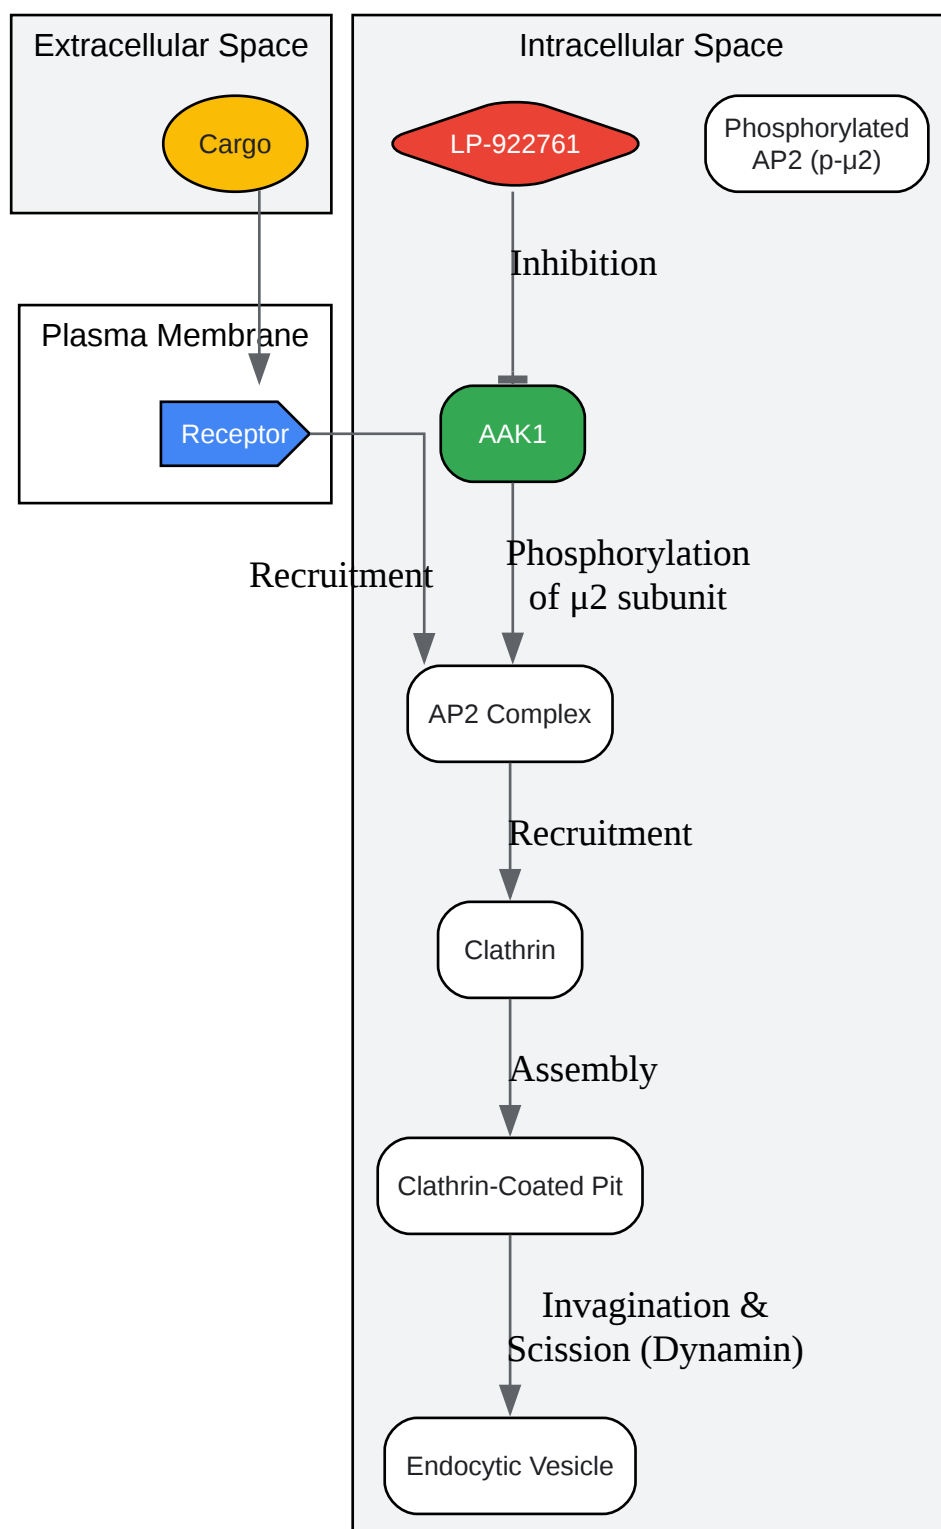 Extracellular Space
Intracellular Space
Cargo
LP-922761
Phosphorylated
AP2 (p-μ2)
Inhibition
Plasma Membrane
Receptor
AAK1
Recruitment
Phosphorylation
of μ2 subunit
AP2 Complex
Recruitment
Clathrin
Assembly
Clathrin-Coated Pit
Invagination &
Scission (Dynamin)
Endocytic Vesicle